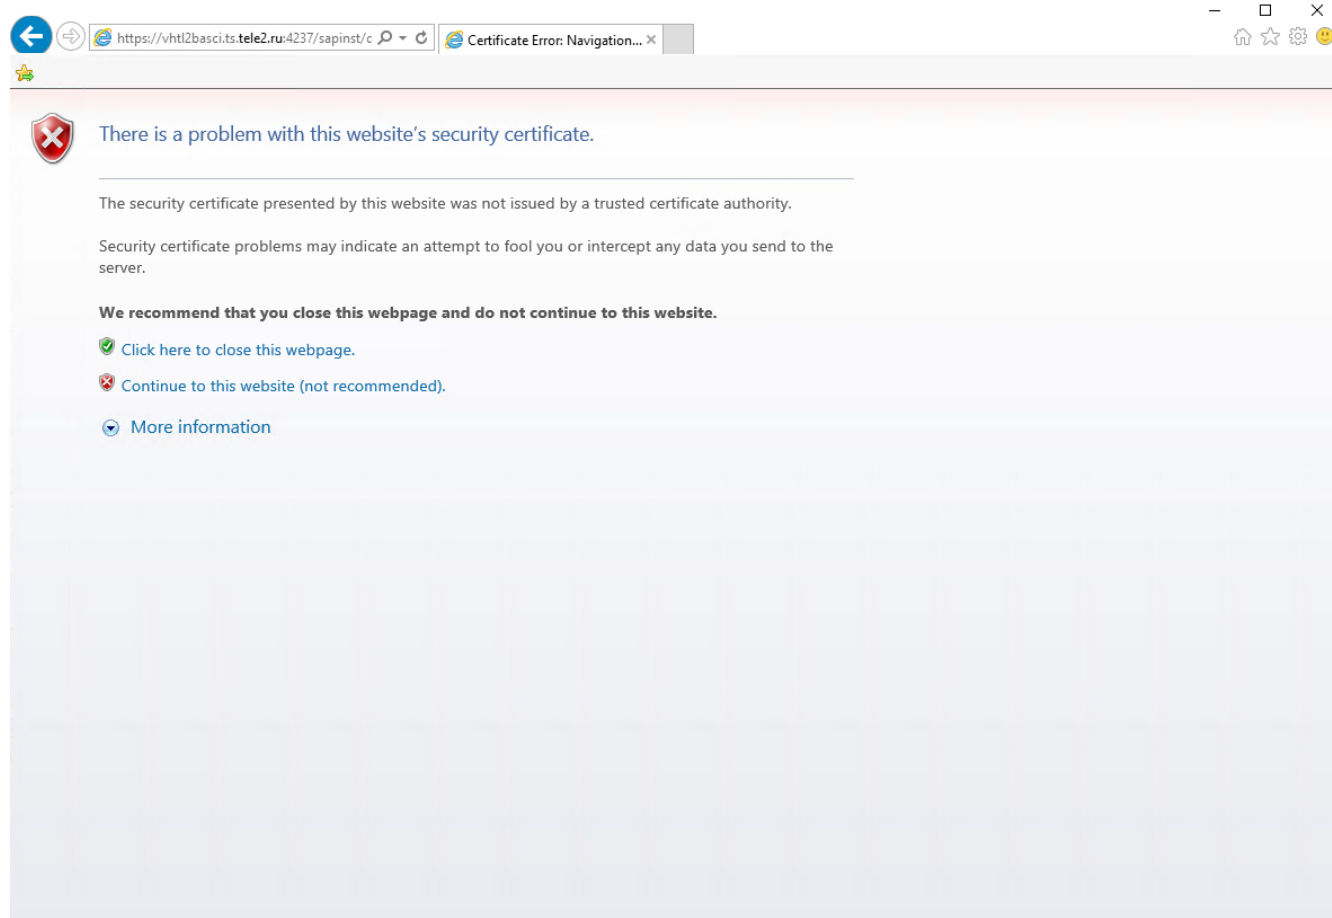 https://vhtl2basci.ts.tele2.ru:4237/sapinst/c
Certificate Error: Navigation...
There is a problem with this website's security certificate.
The security certificate presented by this website was not issued by a trusted certificate authority.
Security certificate problems may indicate an attempt to fool you or intercept any data you send to the
server.
We recommend that you close this webpage and do not continue to this website.
Click here to close this webpage.
Continue to this website (not recommended).
More information